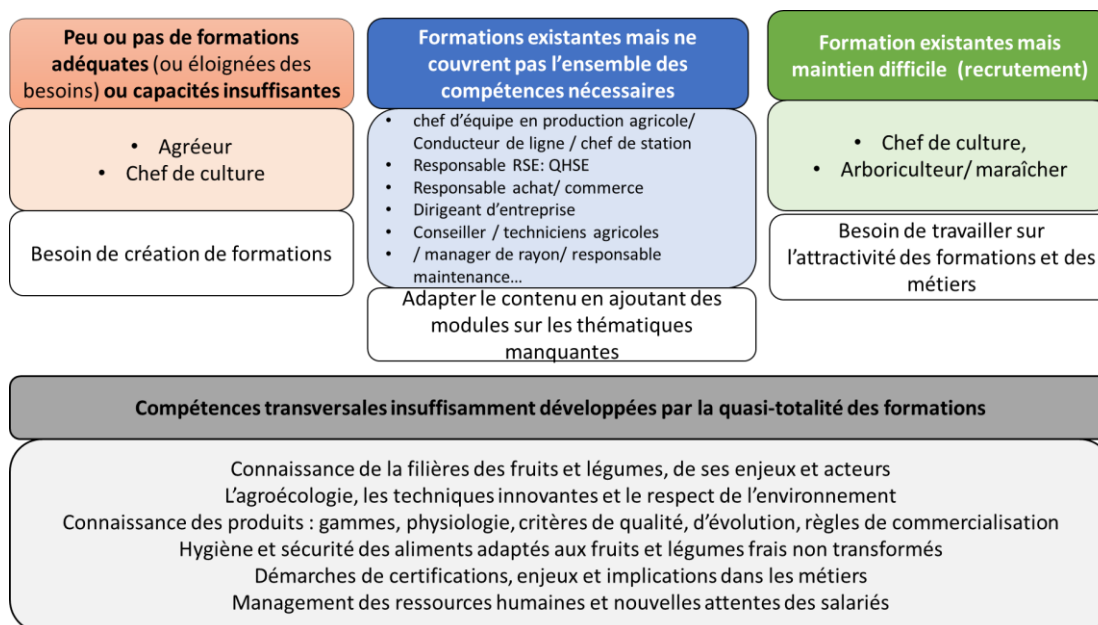 Peu ou pas de formations
adéquates (ou éloignées des
besoins) ou capacités insuffisantes
• Agréeur
• Chef de culture
Besoin de création de formations
Formations existantes mais ne
couvrent pas l'ensemble des
compétences nécessaires
• chef d'équipe en production agricole/
Conducteur de ligne / chef de station
• Responsable RSE: QHSE
• Responsable achat/ commerce
• Dirigeant d'entreprise
• Conseiller / techniciens agricoles
• / manager de rayon/ responsable
maintenance...
Adapter le contenu en ajoutant des
modules sur les thématiques
manquantes
Formation existantes mais
maintien difficile (recrutement)
• Chef de culture,
• Arboriculteur/ maraîcher
Besoin de travailler sur
l'attractivité des formations et des
métiers
Compétences transversales insuffisamment développées par la quasi-totalité des formations
Connaissance de la filières des fruits et légumes, de ses enjeux et acteurs
L'agroécologie, les techniques innovantes et le respect de l'environnement
Connaissance des produits : gammes, physiologie, critères de qualité, d'évolution, règles de commercialisation
Hygiène et sécurité des aliments adaptés aux fruits et légumes frais non transformés
Démarches de certifications, enjeux et implications dans les métiers
Management des ressources humaines et nouvelles attentes des salariés